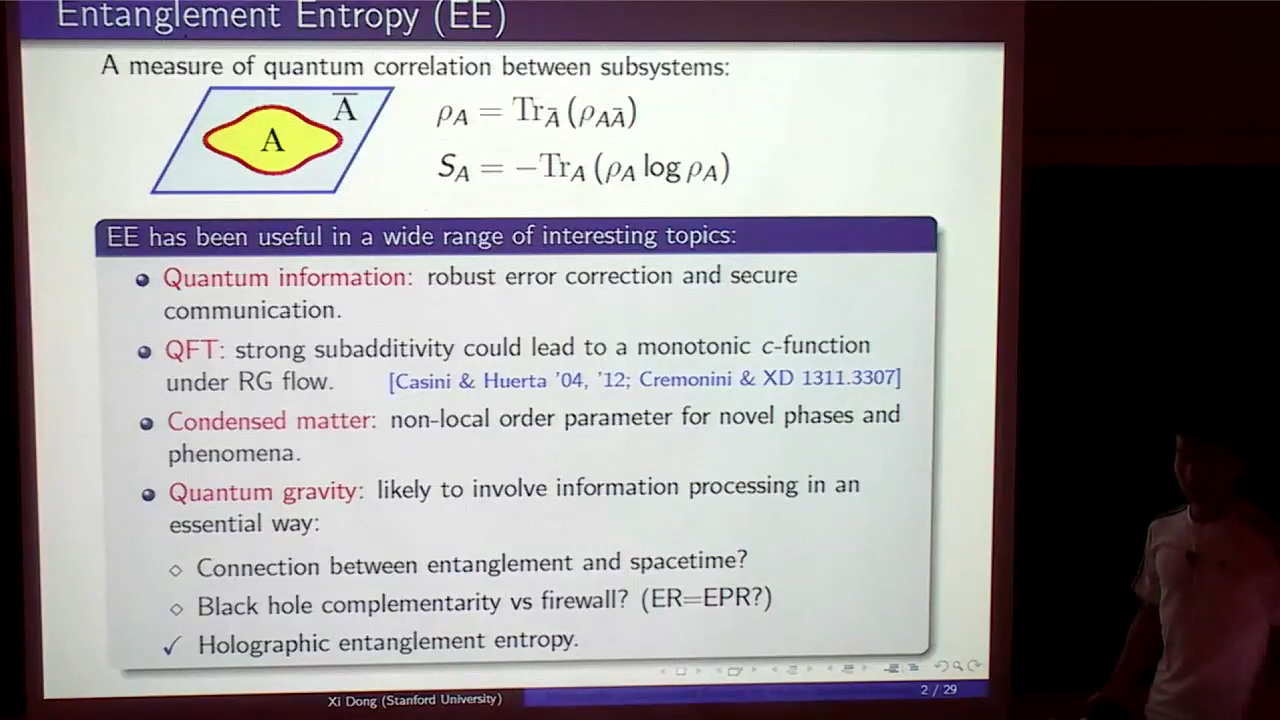 Entanglement Entropy (EE)
A measure of quantum correlation between subsystems:
A̅
A
ρ_A = Tr_A̅ (ρ_AA̅)
S_A = −Tr_A (ρ_A log ρ_A)
EE has been useful in a wide range of interesting topics:
Quantum information: robust error correction and secure
communication.
QFT: strong subadditivity could lead to a monotonic c-function
under RG flow. [Casini & Huerta '04, '12; Cremonini & XD 1311.3307]
Condensed matter: non-local order parameter for novel phases and
phenomena.
Quantum gravity: likely to involve information processing in an
essential way:
◇ Connection between entanglement and spacetime?
◇ Black hole complementarity vs firewall? (ER=EPR?)
✓ Holographic entanglement entropy.
Xi Dong (Stanford University)
2 / 29